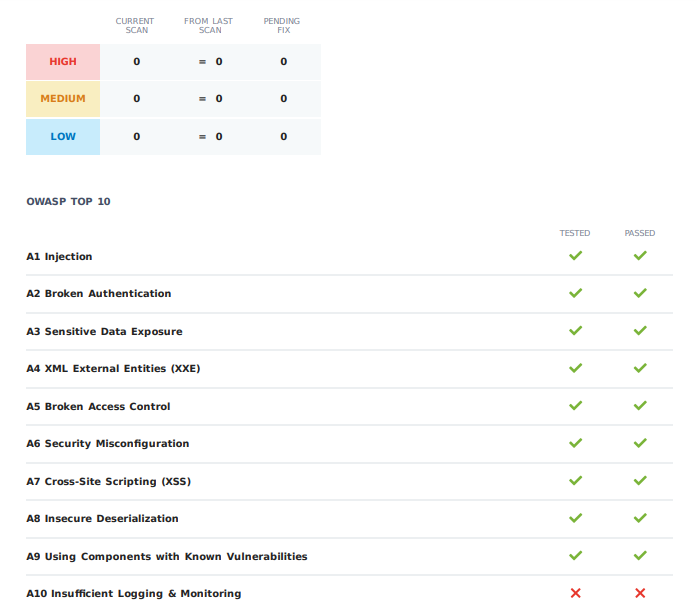 CURRENT SCAN
FROM LAST SCAN
PENDING FIX
HIGH 0 = 0 0
MEDIUM 0 = 0 0
LOW 0 = 0 0
OWASP TOP 10
TESTED PASSED
A1 Injection
A2 Broken Authentication
A3 Sensitive Data Exposure
A4 XML External Entities (XXE)
A5 Broken Access Control
A6 Security Misconfiguration
A7 Cross-Site Scripting (XSS)
A8 Insecure Deserialization
A9 Using Components with Known Vulnerabilities
A10 Insufficient Logging & Monitoring